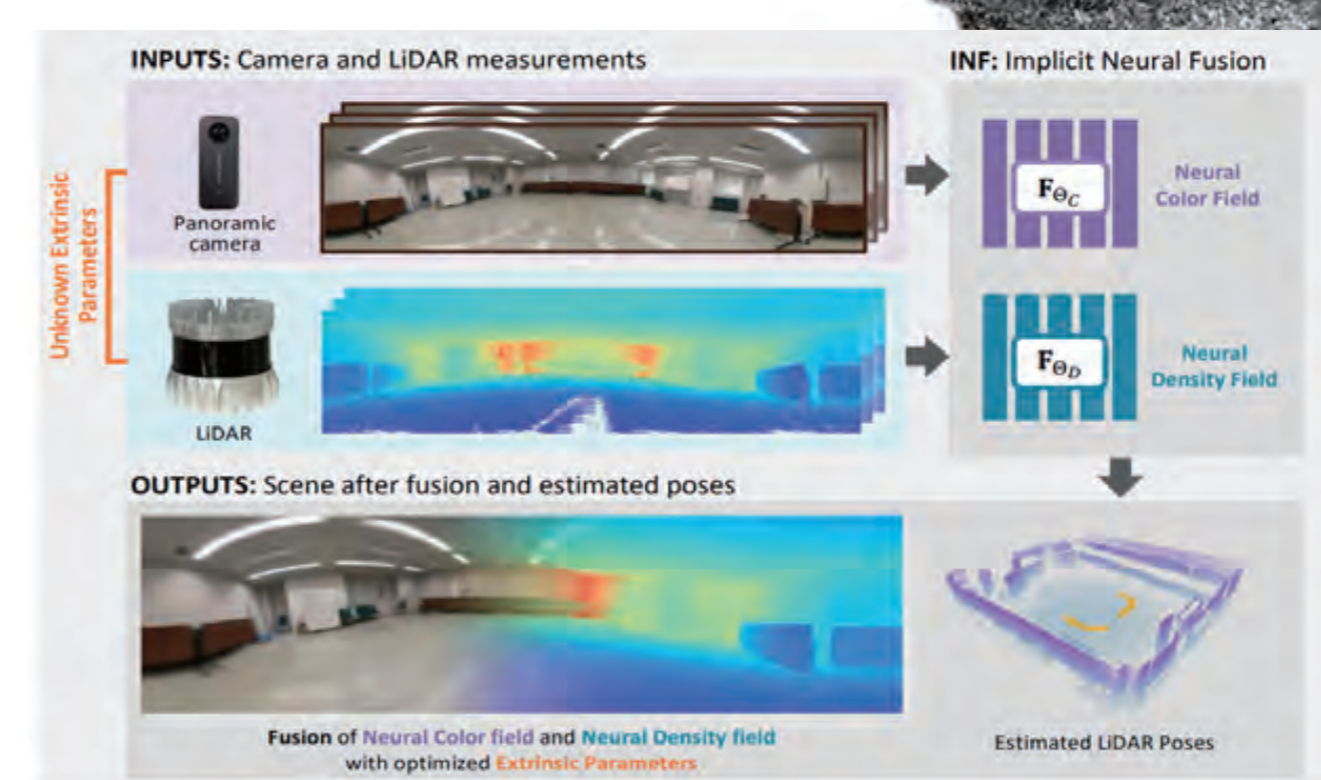 INPUTS: Camera and LiDAR measurements
INF: Implicit Neural Fusion
Unknown Extrinsic
Parameters
Panoramic
camera
F_Θ_C
Neural
Color Field
LiDAR
F_Θ_D
Neural
Density Field
OUTPUTS: Scene after fusion and estimated poses
Fusion of Neural Color field and Neural Density field
with optimized Extrinsic Parameters
Estimated LiDAR Poses